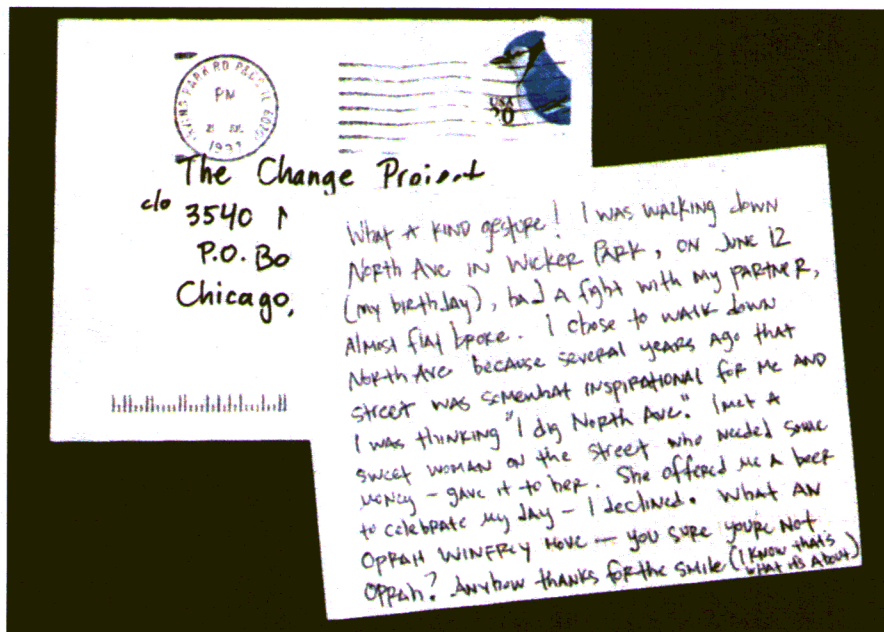 PM
1997
USA
20
The Change Project
c/o 3540 N
P.O. Bo
Chicago,
What a kind gesture! I was walking down
North Ave in Wicker Park, on June 12
(my birthday), had a fight with my partner,
Almost flat broke. I chose to walk down
North Ave because several years ago that
street was somewhat inspirational for me and
I was thinking "I dig North Ave." I met a
sweet woman on the street who needed some
money - gave it to her. She offered me a beer
to celebrate my day - I declined. What an
Oprah Winfrey move - you sure youre not
Oprah? Anyhow thanks for the smile (I know that's
what its about)